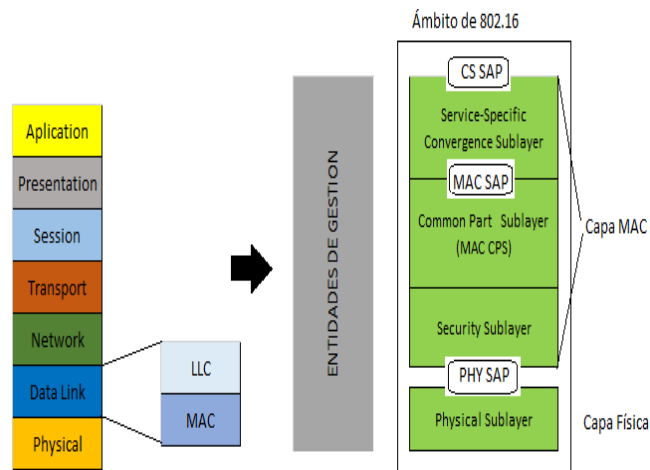 Ámbito de 802.16
Aplication
Presentation
Session
Transport
Network
Data Link
Physical
LLC
MAC
ENTIDADES DE GESTION
CS SAP
Service-Specific
Convergence Sublayer
MAC SAP
Common Part Sublayer
(MAC CPS)
Security Sublayer
PHY SAP
Physical Sublayer
Capa MAC
Capa Física